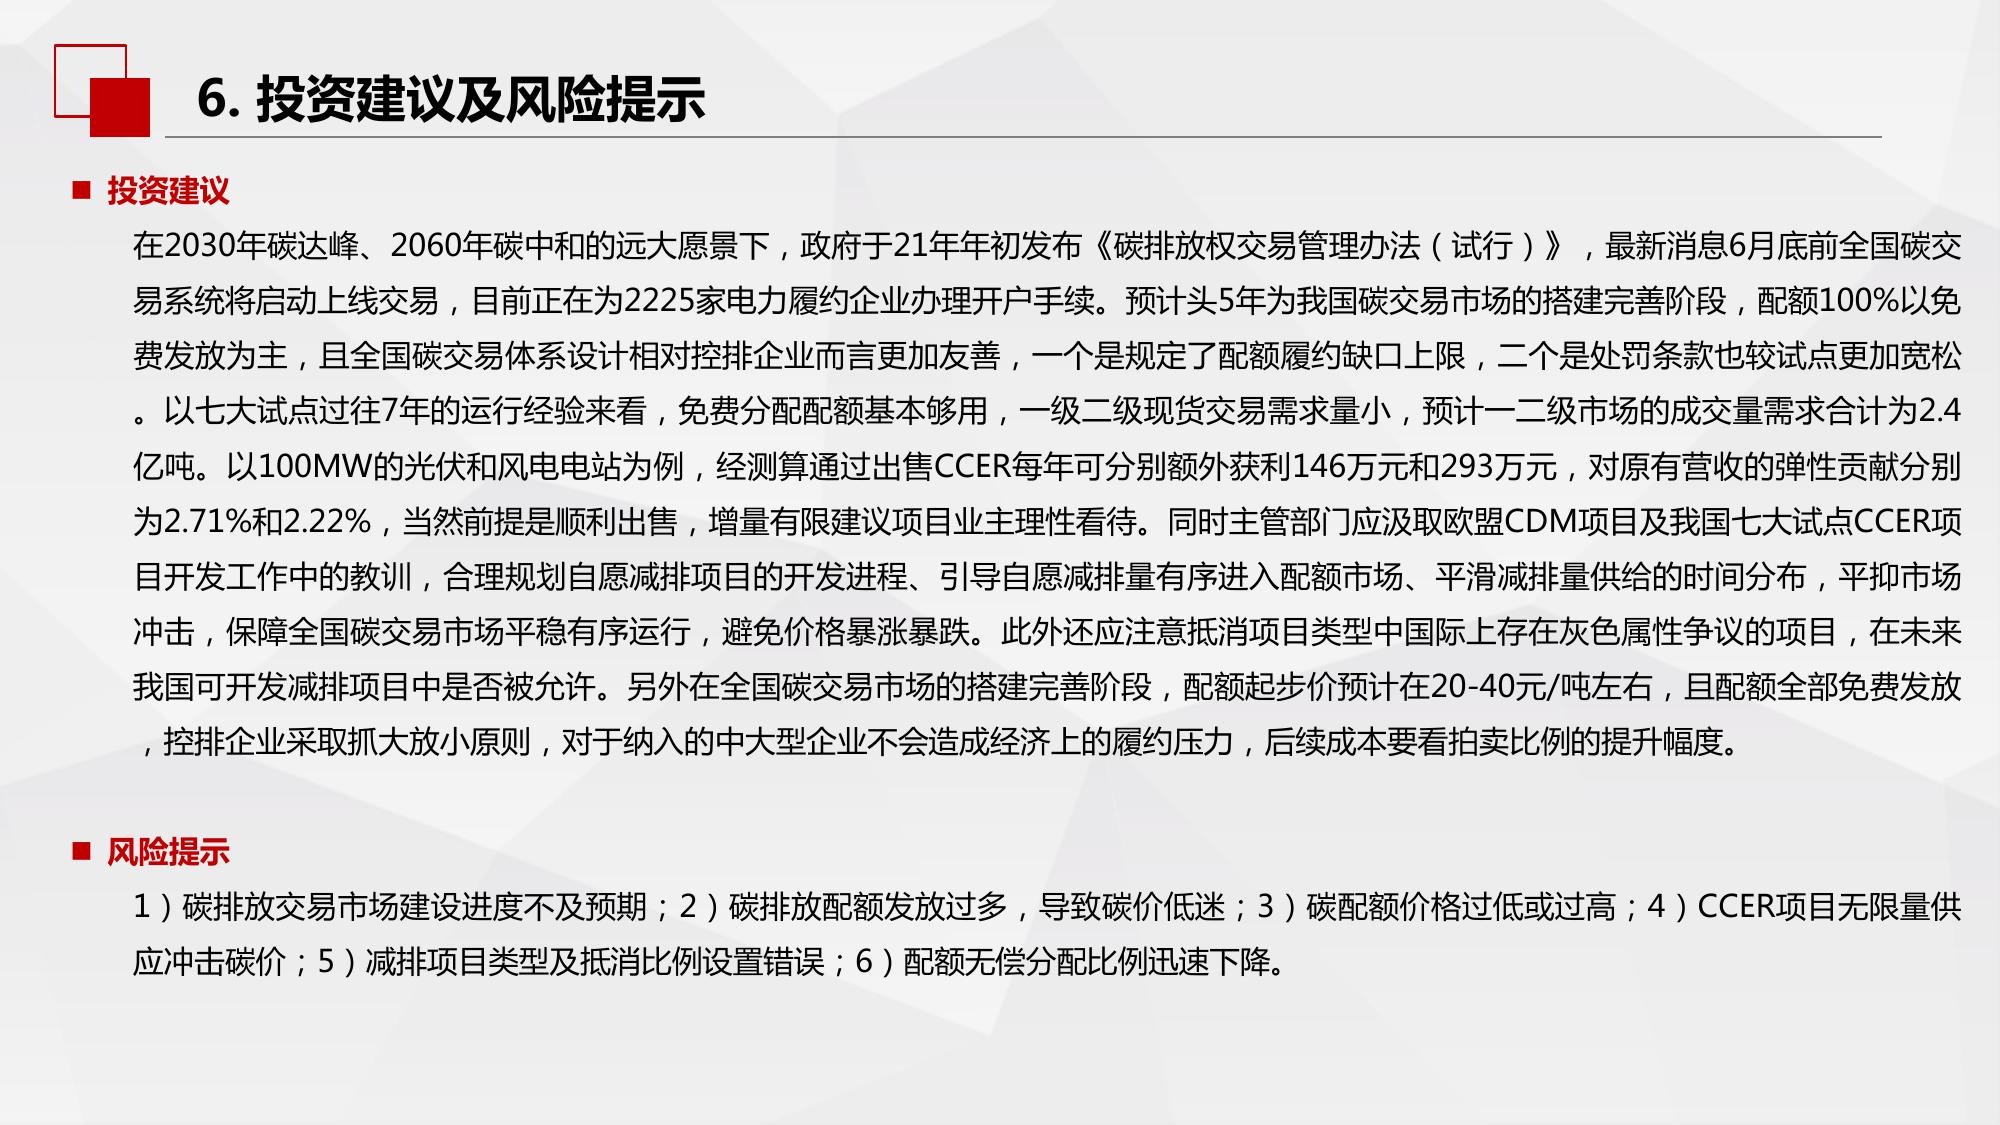 6. 投资建议及风险提示
■ 投资建议
在2030年碳达峰、2060年碳中和的远大愿景下，政府于21年年初发布《碳排放权交易管理办法（试行）》，最新消息6月底前全国碳交
易系统将启动上线交易，目前正在为2225家电力履约企业办理开户手续。预计头5年为我国碳交易市场的搭建完善阶段，配额100%以免
费发放为主，且全国碳交易体系设计相对控排企业而言更加友善，一个是规定了配额履约缺口上限，二个是处罚条款也较试点更加宽松
。以七大试点过往7年的运行经验来看，免费分配配额基本够用，一级二级现货交易需求量小，预计一二级市场的成交量需求合计为2.4
亿吨。以100MW的光伏和风电电站为例，经测算通过出售CCER每年可分别额外获利146万元和293万元，对原有营收的弹性贡献分别
为2.71%和2.22%，当然前提是顺利出售，增量有限建议项目业主理性看待。同时主管部门应汲取欧盟CDM项目及我国七大试点CCER项
目开发工作中的教训，合理规划自愿减排项目的开发进程、引导自愿减排量有序进入配额市场、平滑减排量供给的时间分布，平抑市场
冲击，保障全国碳交易市场平稳有序运行，避免价格暴涨暴跌。此外还应注意抵消项目类型中国际上存在灰色属性争议的项目，在未来
我国可开发减排项目中是否被允许。另外在全国碳交易市场的搭建完善阶段，配额起步价预计在20-40元/吨左右，且配额全部免费发放
，控排企业采取抓大放小原则，对于纳入的中大型企业不会造成经济上的履约压力，后续成本要看拍卖比例的提升幅度。
■ 风险提示
1）碳排放交易市场建设进度不及预期；2）碳排放配额发放过多，导致碳价低迷；3）碳配额价格过低或过高；4）CCER项目无限量供
应冲击碳价；5）减排项目类型及抵消比例设置错误；6）配额无偿分配比例迅速下降。